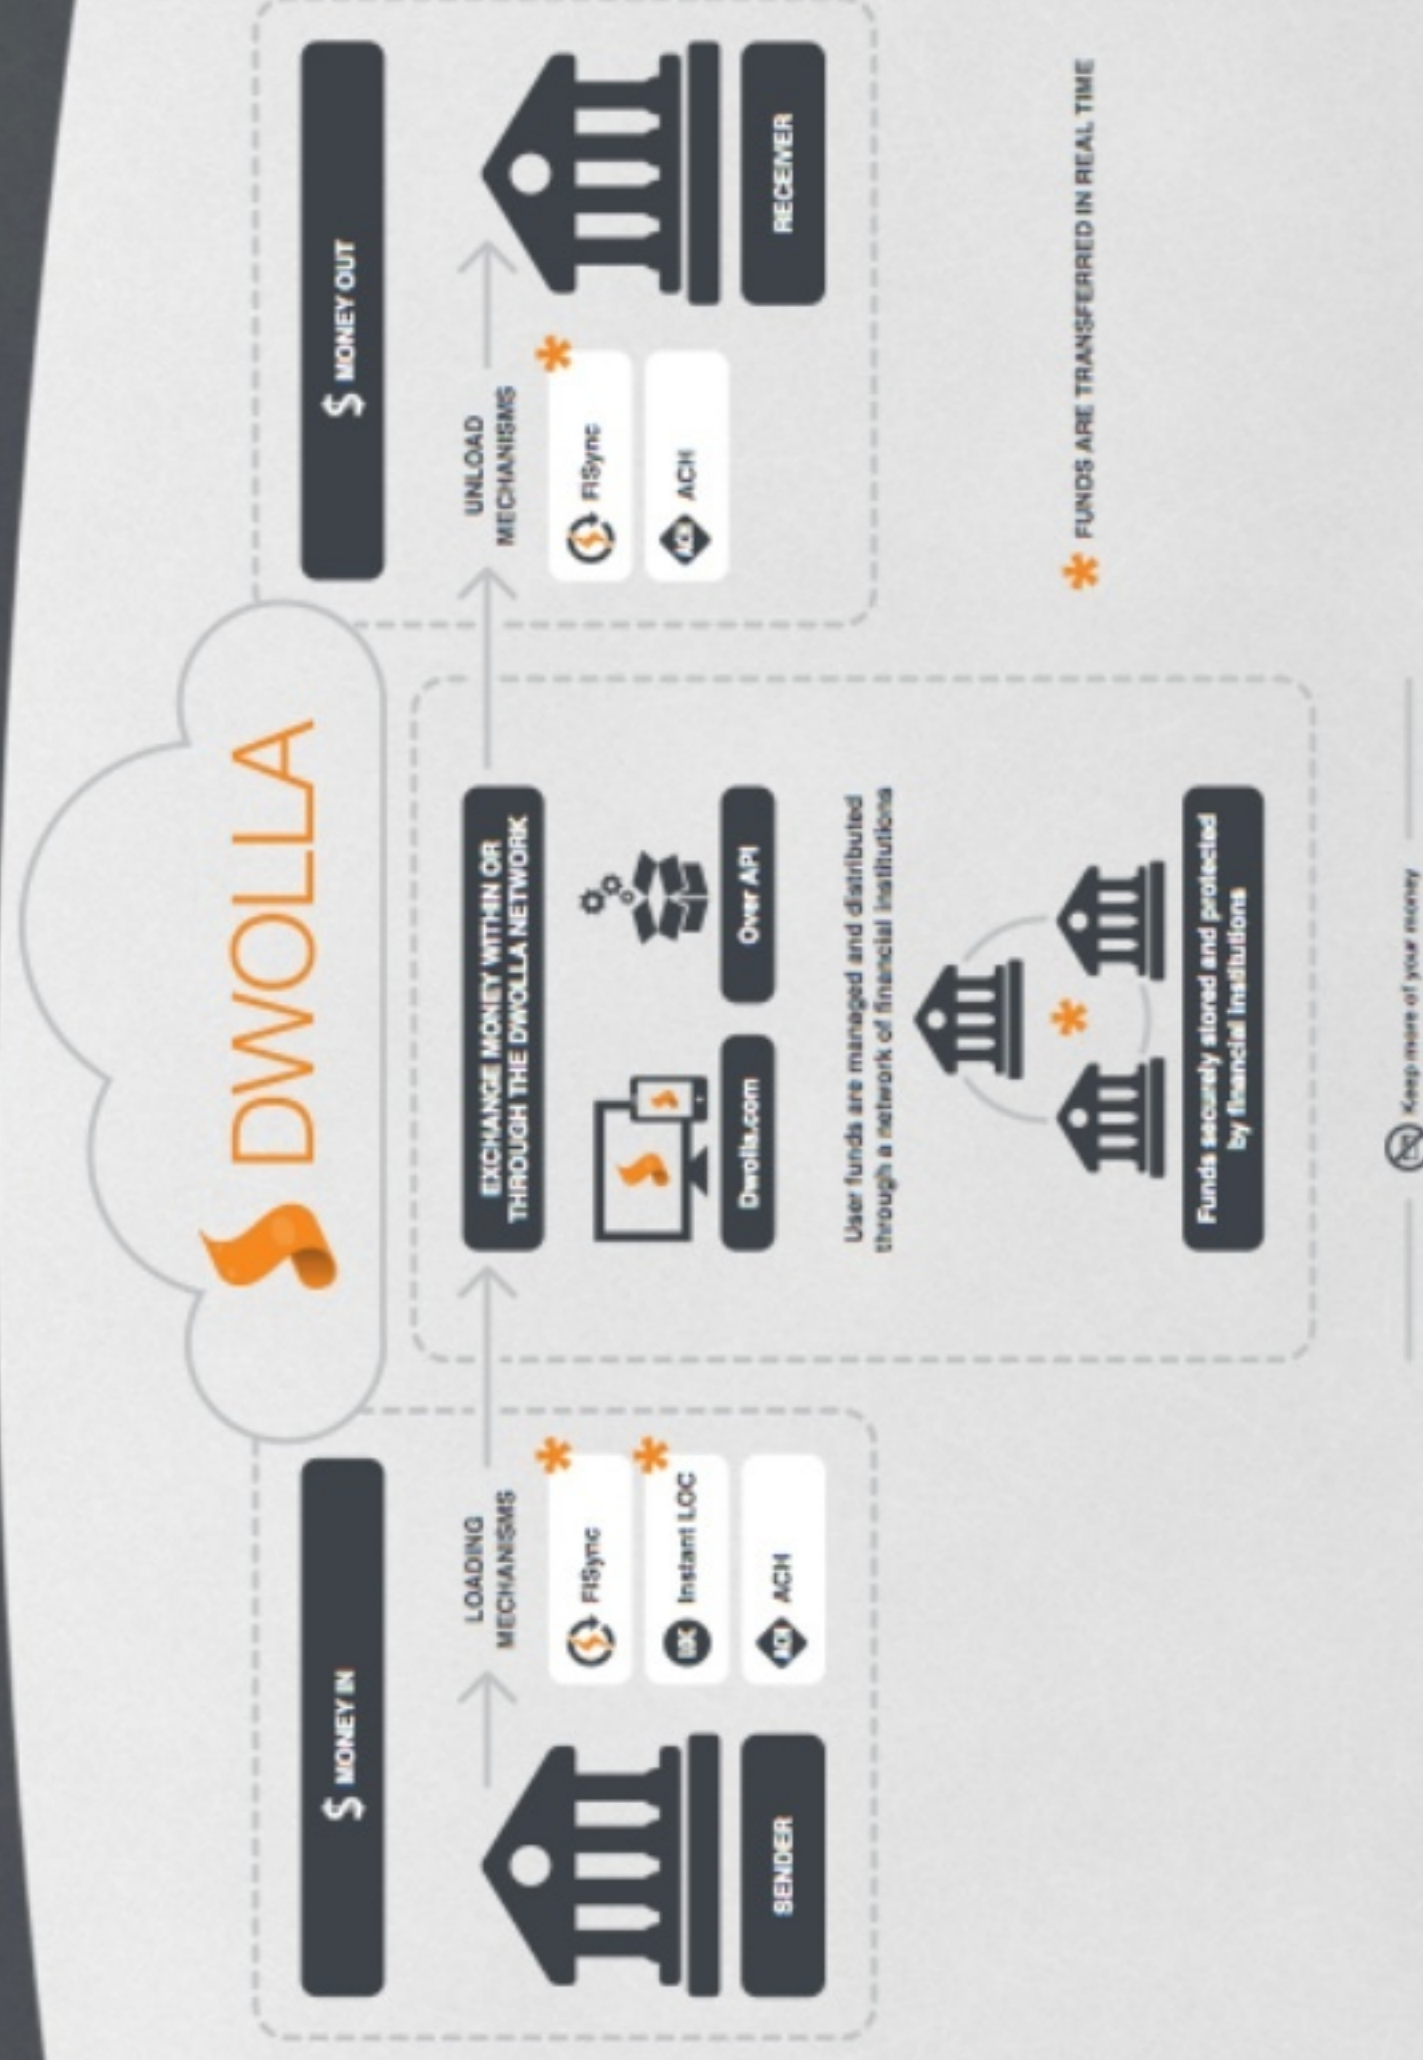 DWOLLA
$ MONEY IN
LOADING
MECHANISMS
FiSync
LOC
Instant LOC
ACH
ACH
SENDER
EXCHANGE MONEY WITHIN OR
THROUGH THE DWOLLA NETWORK
Dwolla.com
Over API
User funds are managed and distributed
through a network of financial institutions
Funds securely stored and protected
by financial institutions
$ MONEY OUT
UNLOAD
MECHANISMS
FiSync
ACH
ACH
RECEIVER
* FUNDS ARE TRANSFERRED IN REAL TIME
Keep more of your money